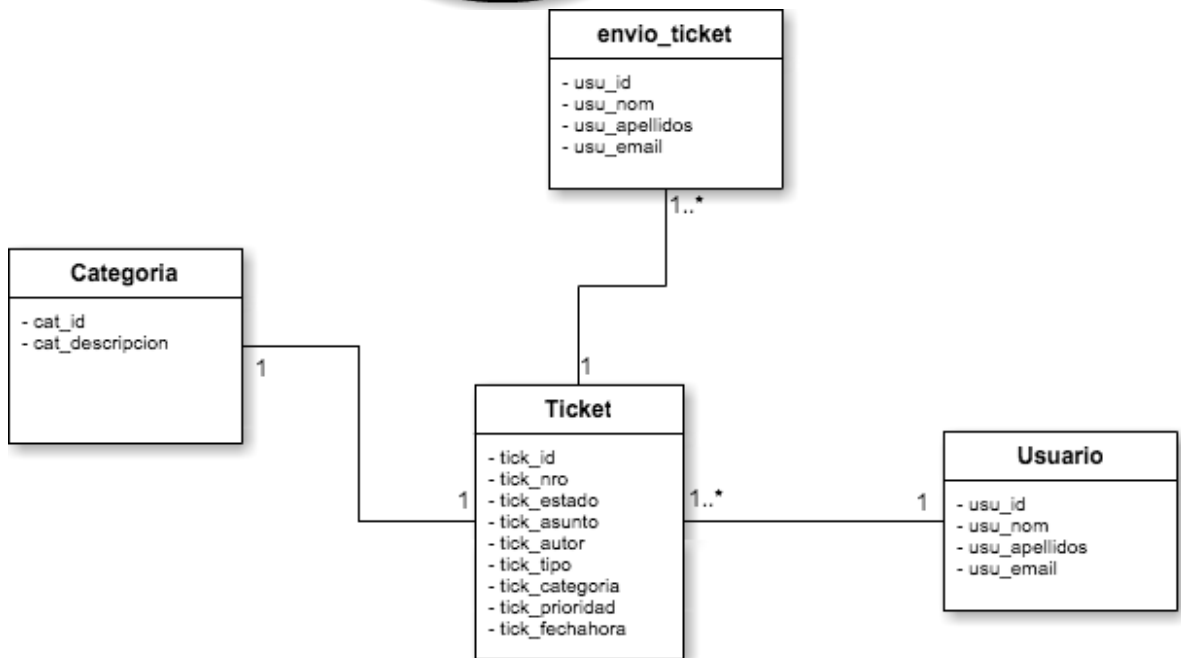 envio_ticket
- usu_id
- usu_nom
- usu_apellidos
- usu_email
1..*
Categoria
- cat_id
- cat_descripcion
1
1
Ticket
- tick_id
- tick_nro
- tick_estado
- tick_asunto
- tick_autor
- tick_tipo
- tick_categoria
- tick_prioridad
- tick_fechahora
1
1..*
1
Usuario
- usu_id
- usu_nom
- usu_apellidos
- usu_email